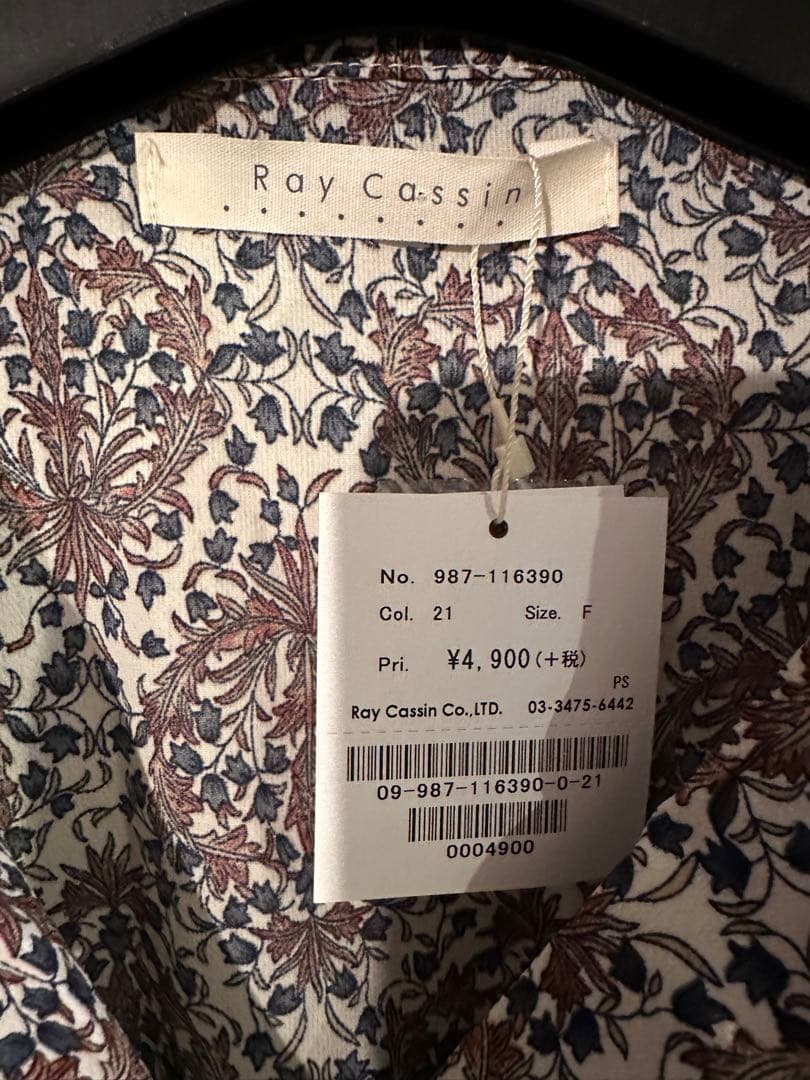 Ray Cassin
No. 987-116390
Col. 21 Size. F
Pri. ¥4,900(+税)
PS
Ray Cassin Co.,LTD. 03-3475-6442
09-987-116390-0-21
0004900